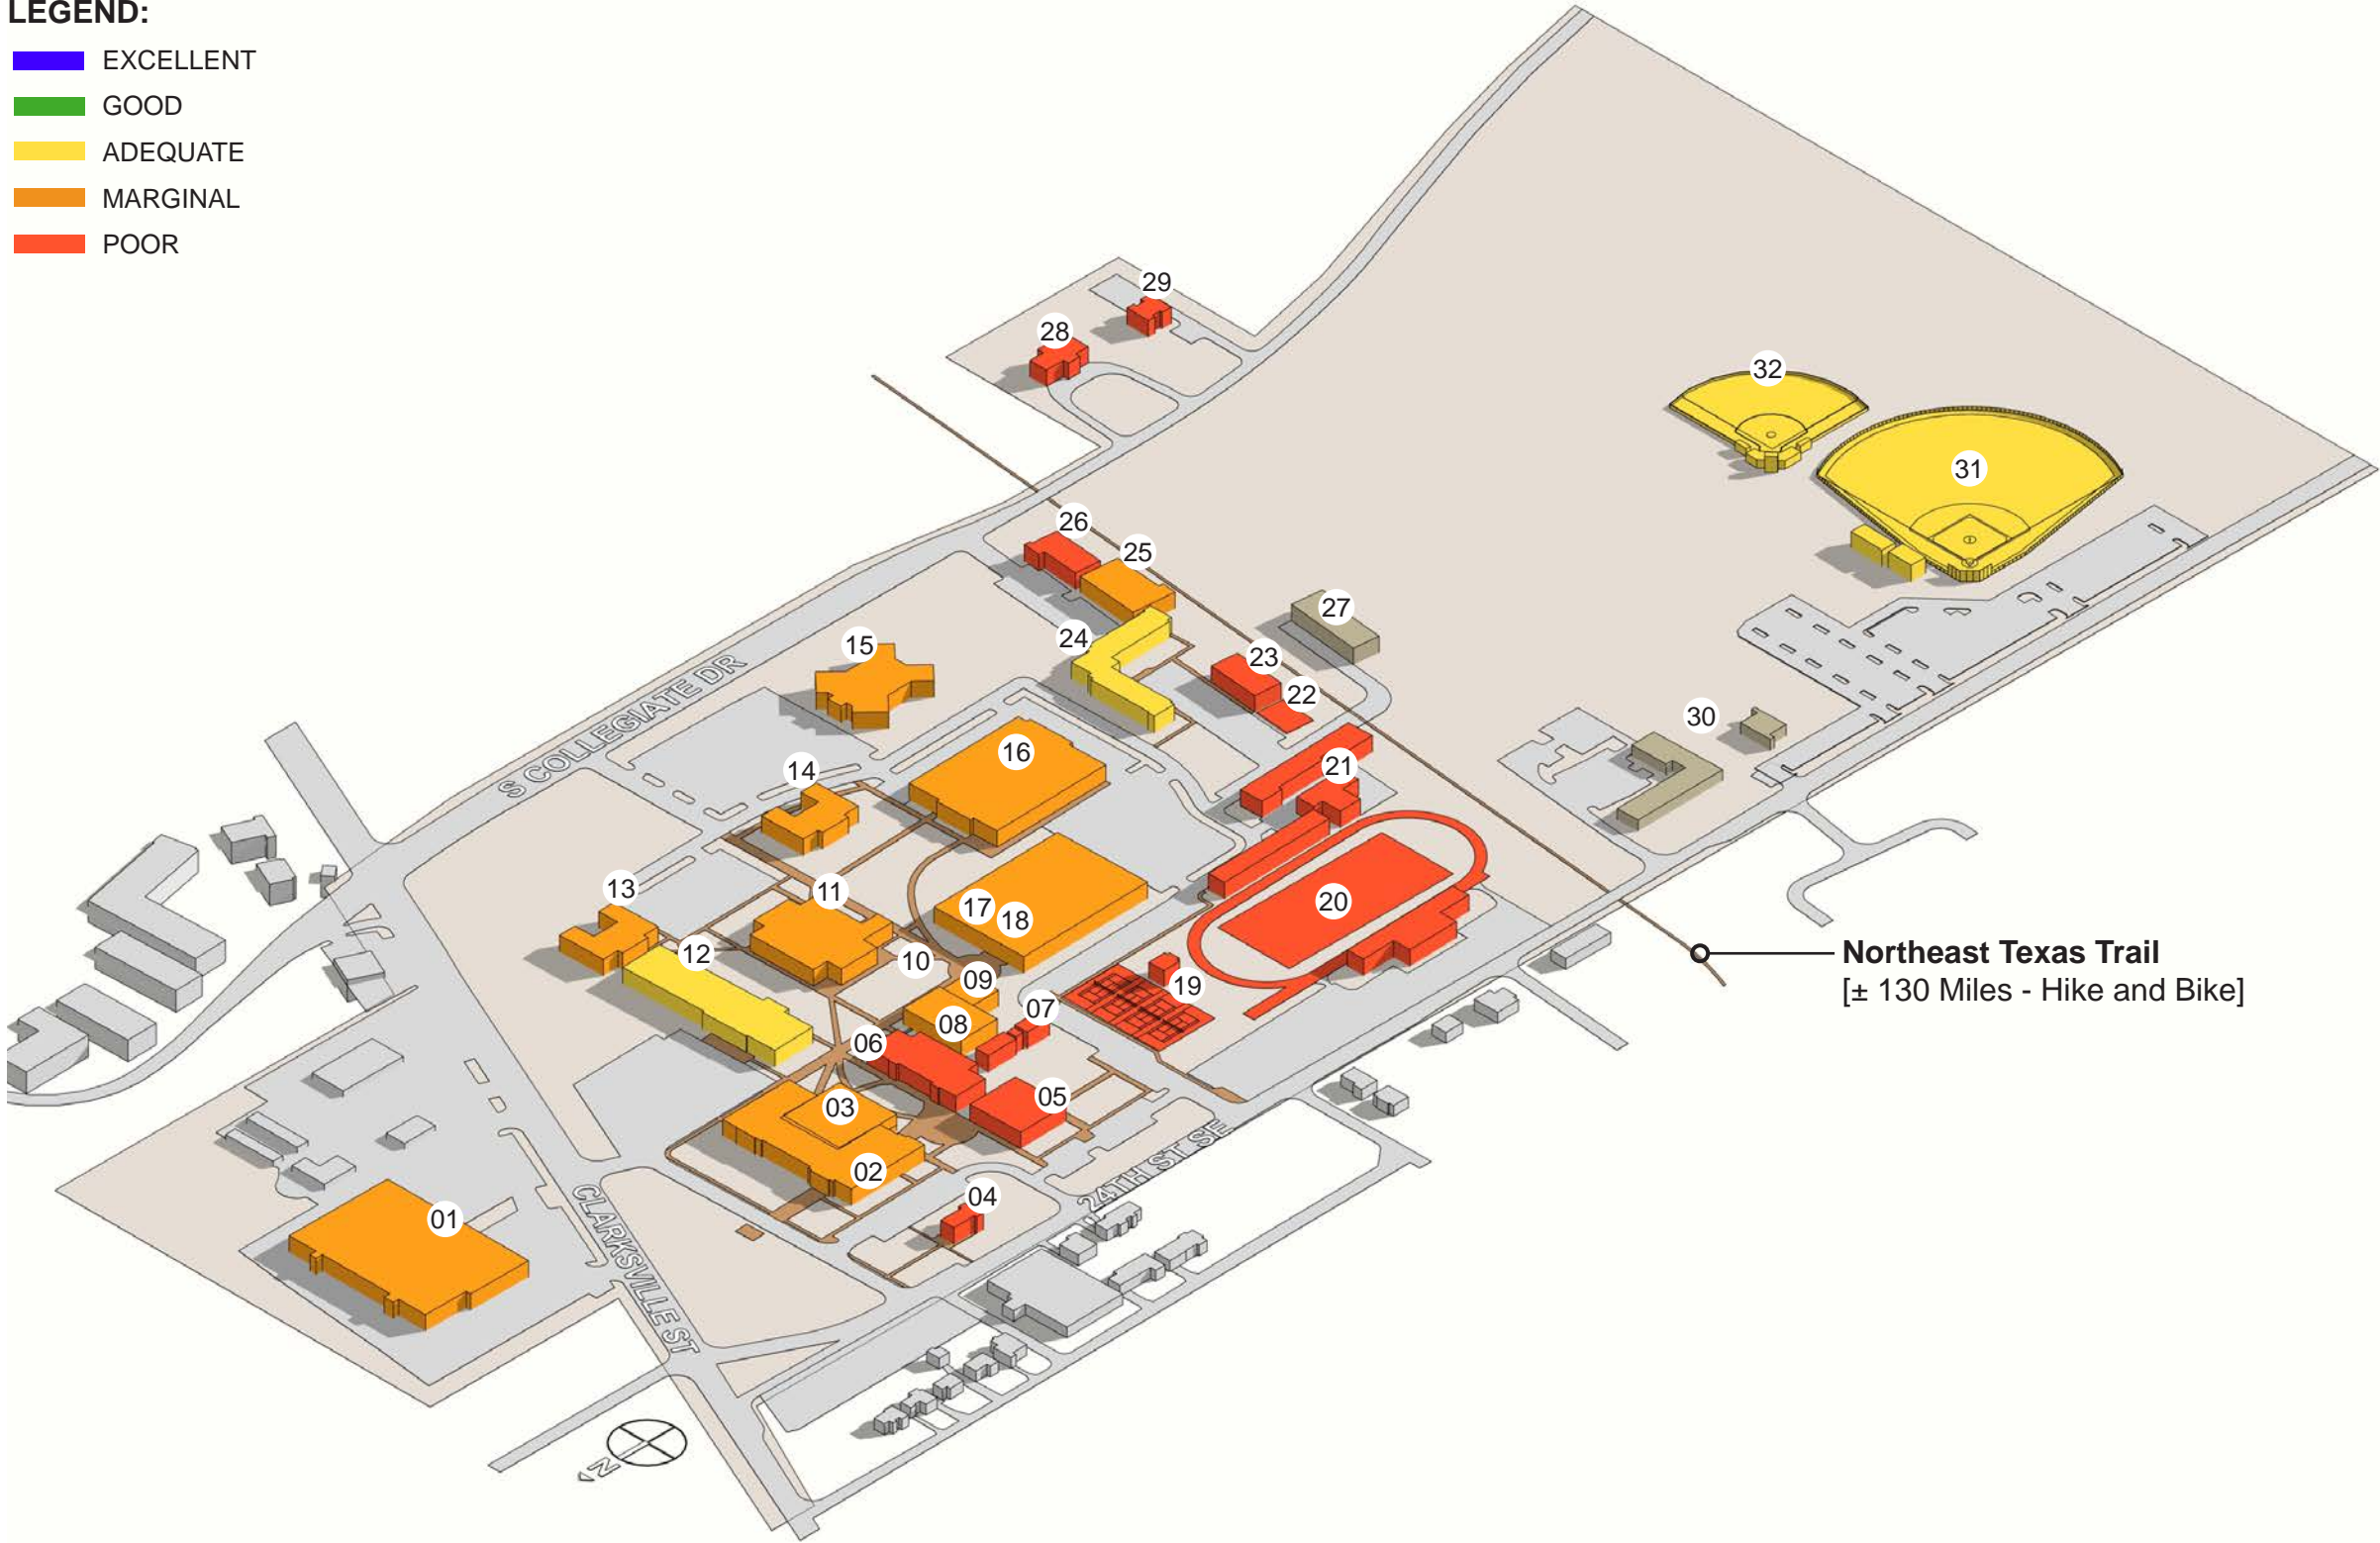 LEGEND:
EXCELLENT
GOOD
ADEQUATE
MARGINAL
POOR
29
28
32
31
26
25
27
24
15
23
22
30
S COLLEGIATE DR
16
14
21
13
11
17
18
20
12
10
09
19
Northeast Texas Trail
[± 130 Miles - Hike and Bike]
07
08
06
05
03
02
04
24TH ST SE
01
CLARKSVILLE ST
N